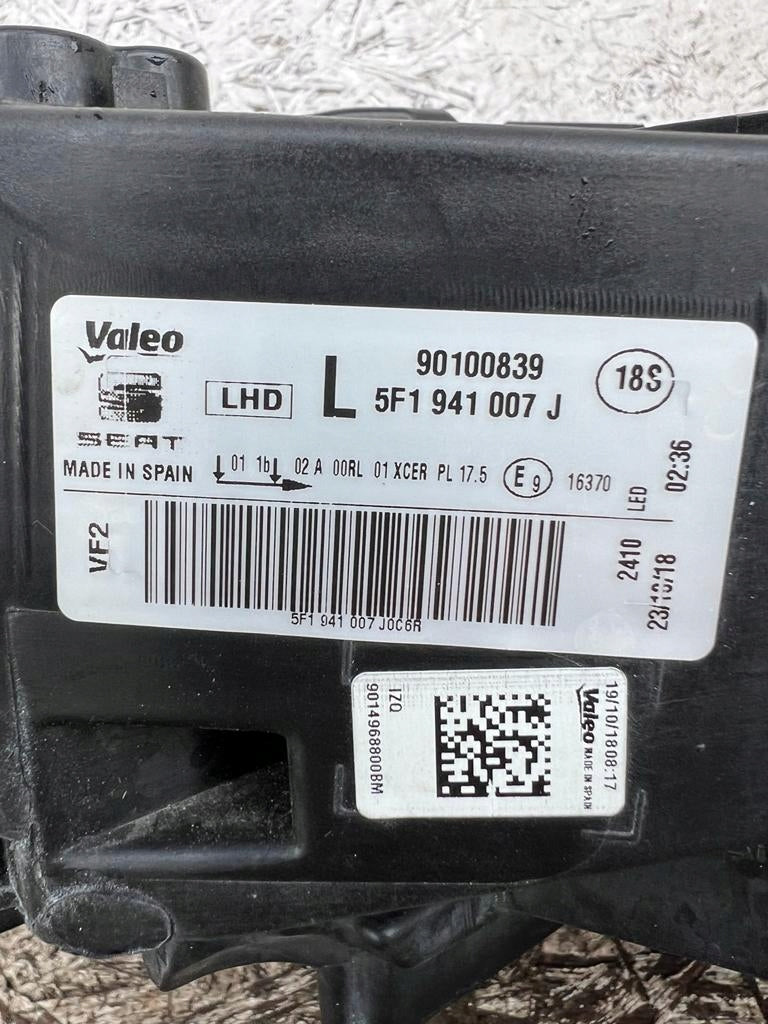 Valeo
SEAT
MADE IN SPAIN
LHD
L
90100839
5F1 941 007 J
18S
01 1b 02 A 00RL 01 XCER PL 17.5 E9 16370
LED
02:36
VF2
2410
23/10/18
5F1 941 007 J0C6R
IZQ
9014968800BM
Valeo MADE IN SPAIN
19/10/18 08:17